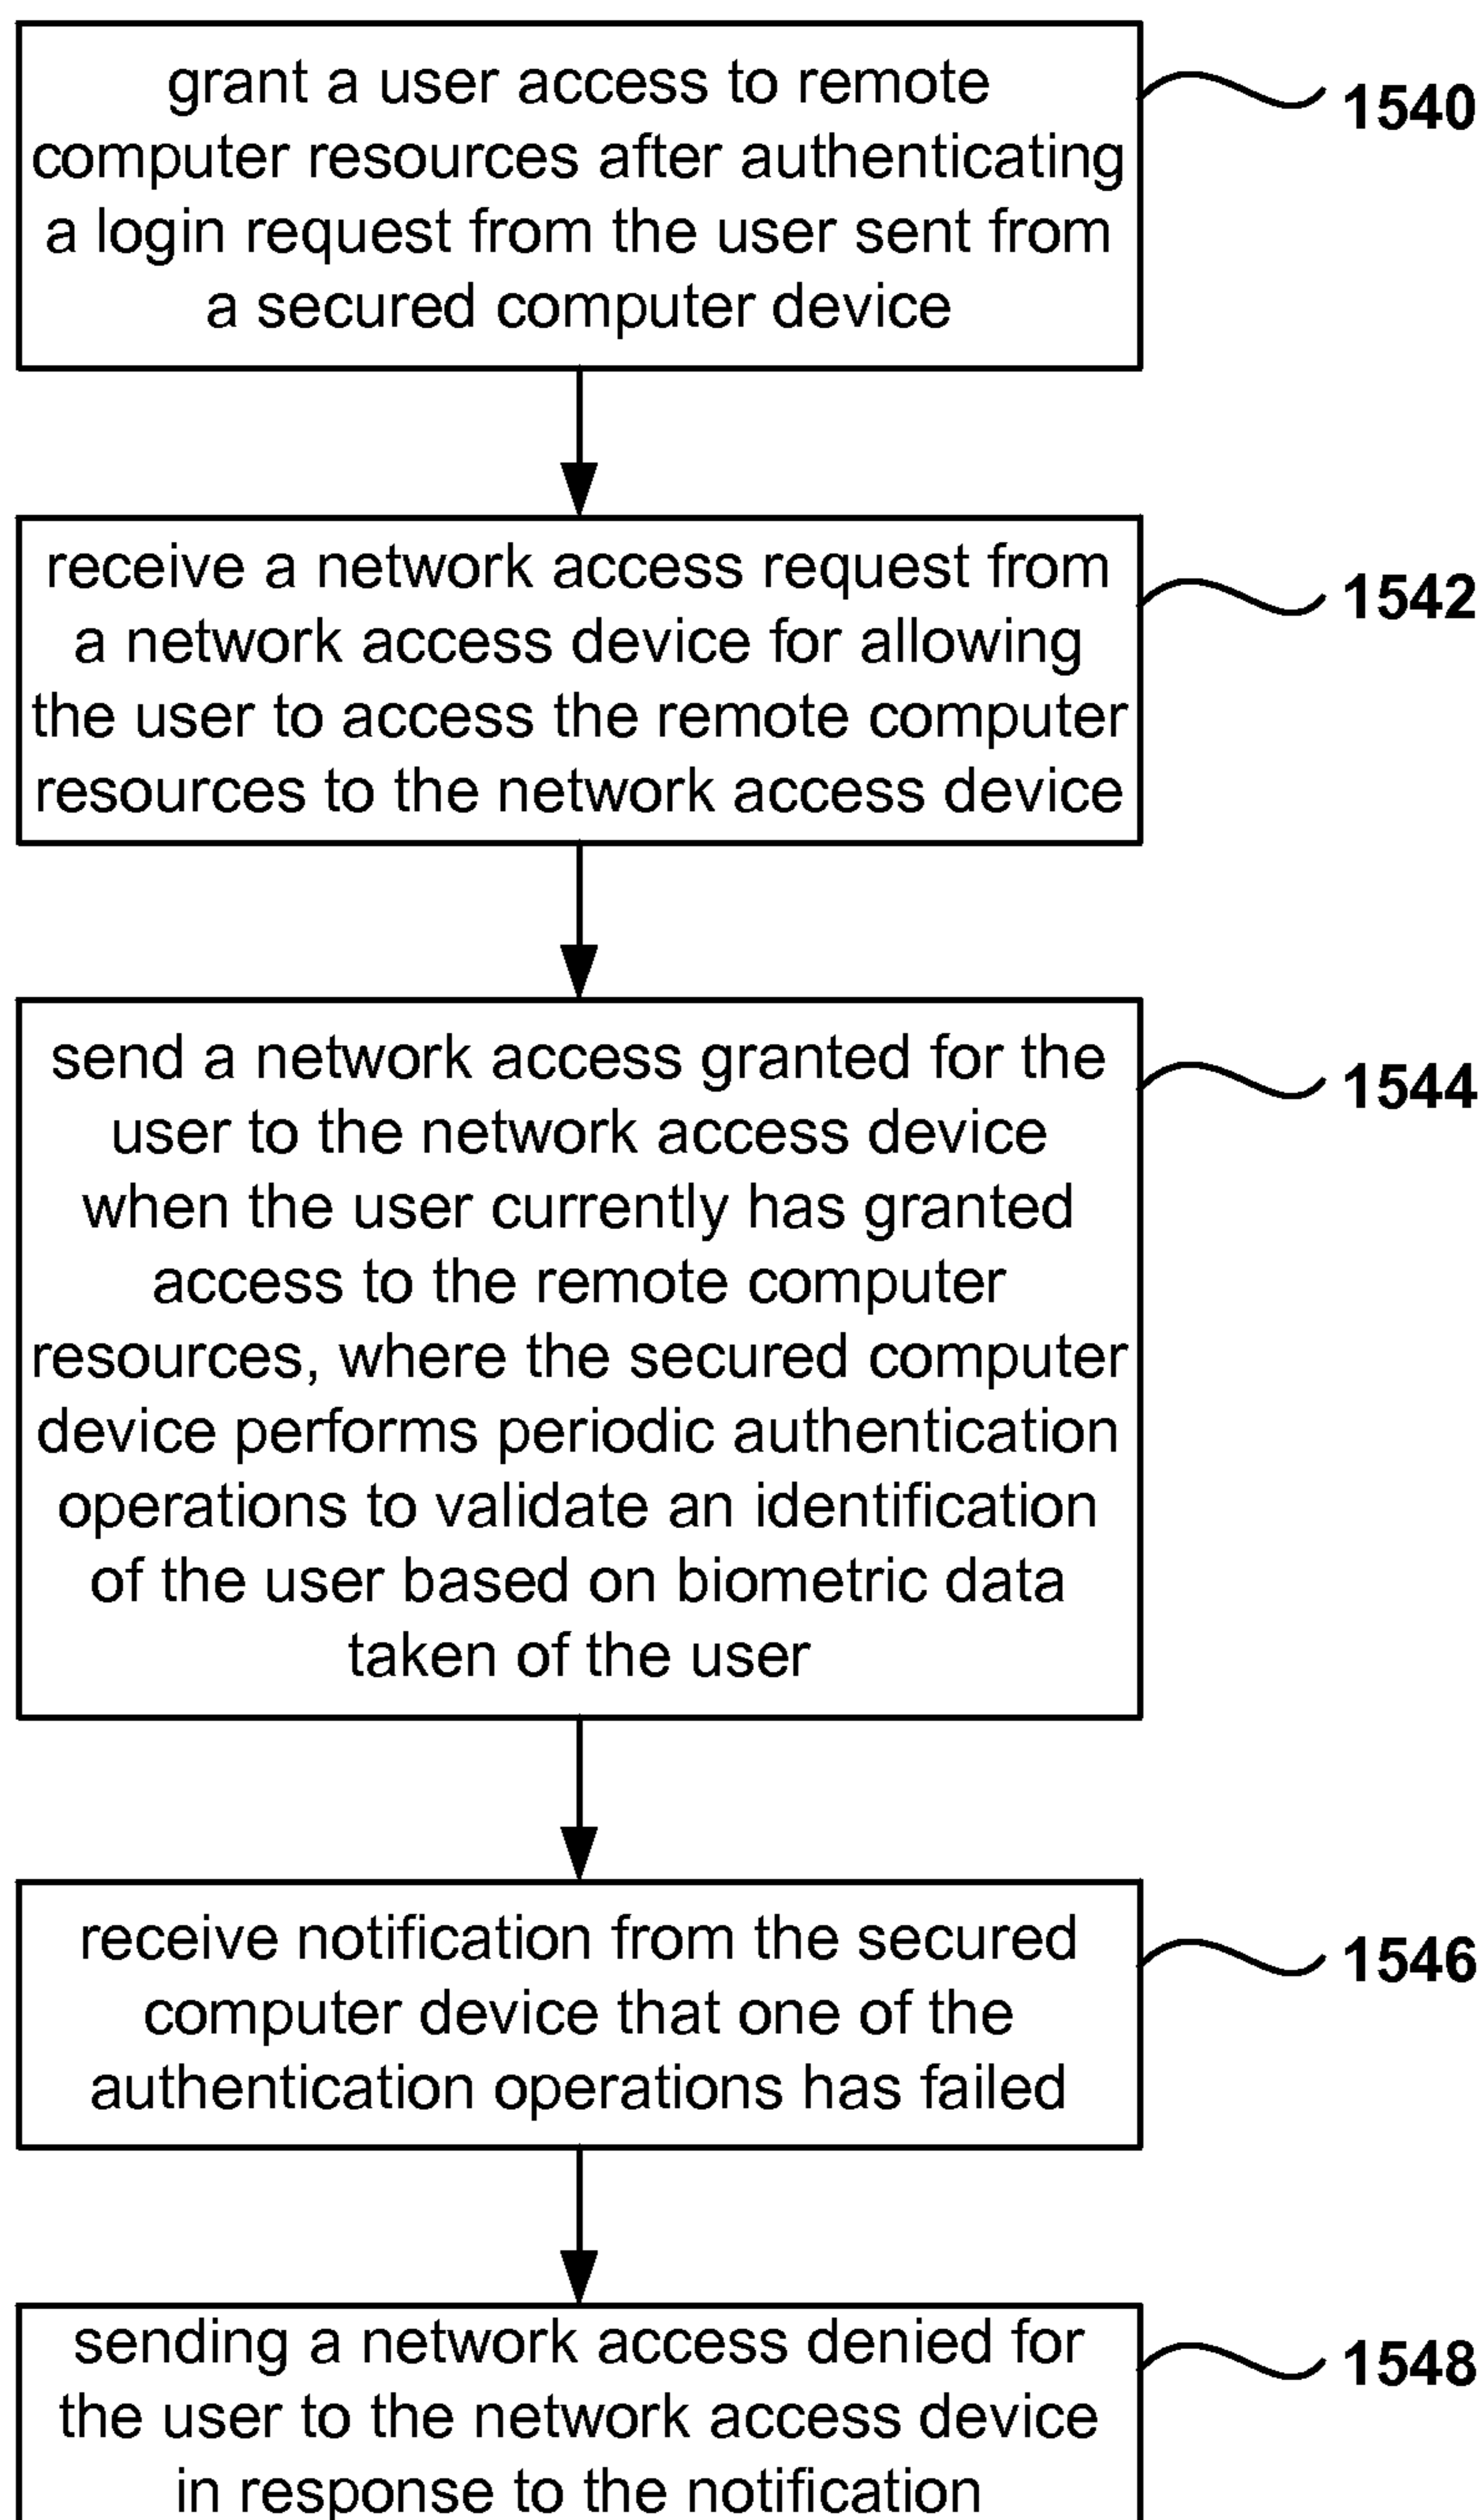 grant a user access to remote
computer resources after authenticating
a login request from the user sent from
a secured computer device
1540
receive a network access request from
a network access device for allowing
the user to access the remote computer
resources to the network access device
1542
send a network access granted for the
user to the network access device
when the user currently has granted
access to the remote computer
resources, where the secured computer
device performs periodic authentication
operations to validate an identification
of the user based on biometric data
taken of the user
1544
receive notification from the secured
computer device that one of the
authentication operations has failed
1546
sending a network access denied for
the user to the network access device
in response to the notification
1548